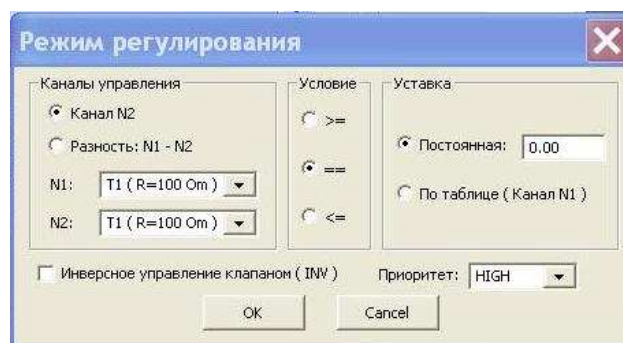 Режим регулирования
Каналы управления
Канал N2
Разность: N1 - N2
N1: T1 ( R=100 Om )
N2: T1 ( R=100 Om )
Условие
>=
==
<=
Уставка
Постоянная: 0.00
По таблице ( Канал N1 )
Инверсное управление клапаном ( INV )
Приоритет: HIGH
OK
Cancel